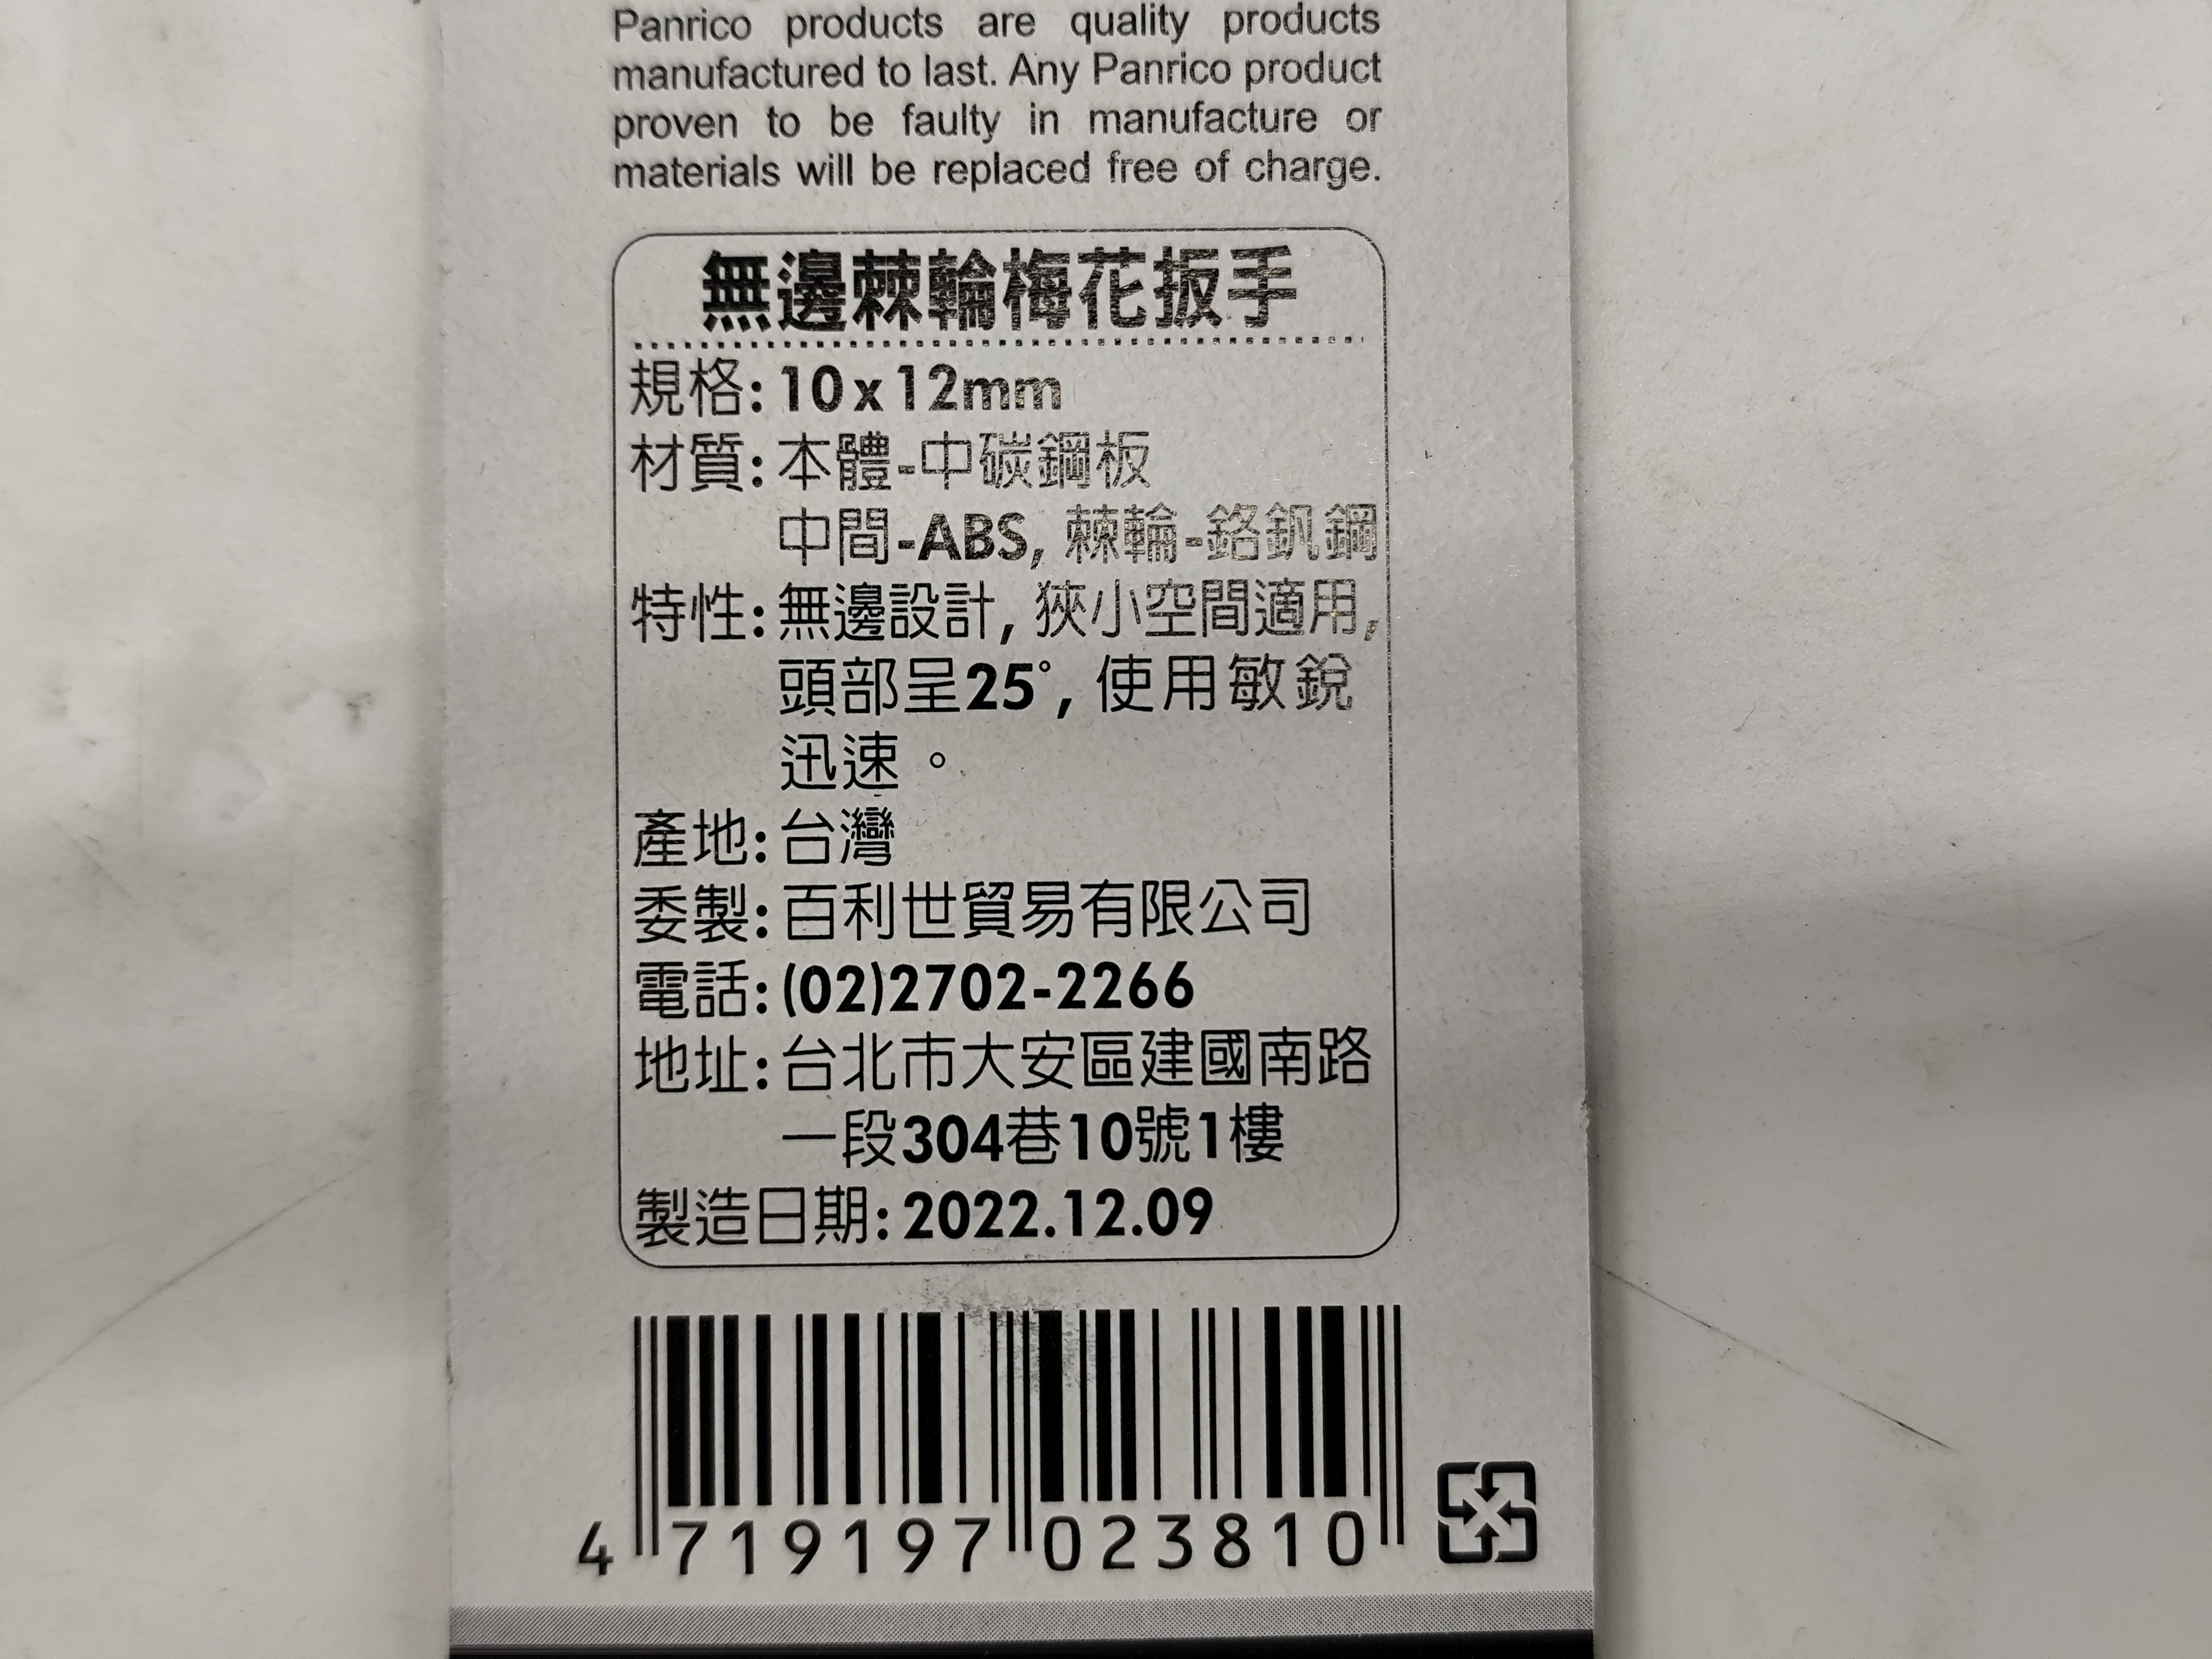 Panrico products are quality products
manufactured to last. Any Panrico product
proven to be faulty in manufacture or
materials will be replaced free of charge.
無邊棘輪梅花扳手
規格:10x12mm
材質:本體-中碳鋼板
中間-ABS, 棘輪-鉻釩鋼
特性:無邊設計, 狹小空間適用,
頭部呈25°, 使用敏銳
迅速。
產地:台灣
委製:百利世貿易有限公司
電話:(02)2702-2266
地址:台北市大安區建國南路
一段304巷10號1樓
製造日期:2022.12.09
4 719197 023810